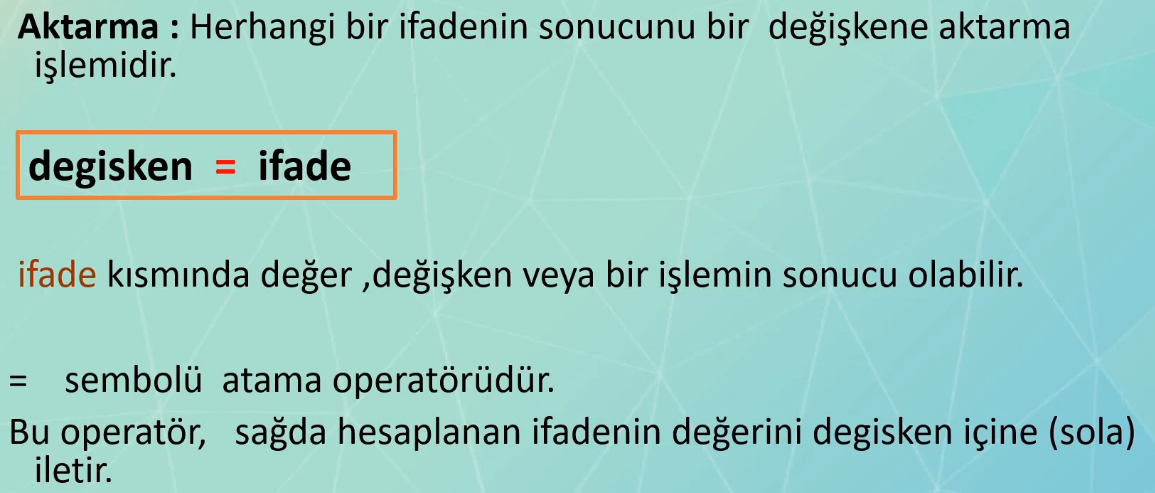 Aktarma : Herhangi bir ifadenin sonucunu bir değişkene aktarma
işlemidir.
degisken = ifade
ifade kısmında değer ,değişken veya bir işlemin sonucu olabilir.
= sembolü atama operatörüdür.
Bu operatör, sağda hesaplanan ifadenin değerini degisken içine (sola)
iletir.